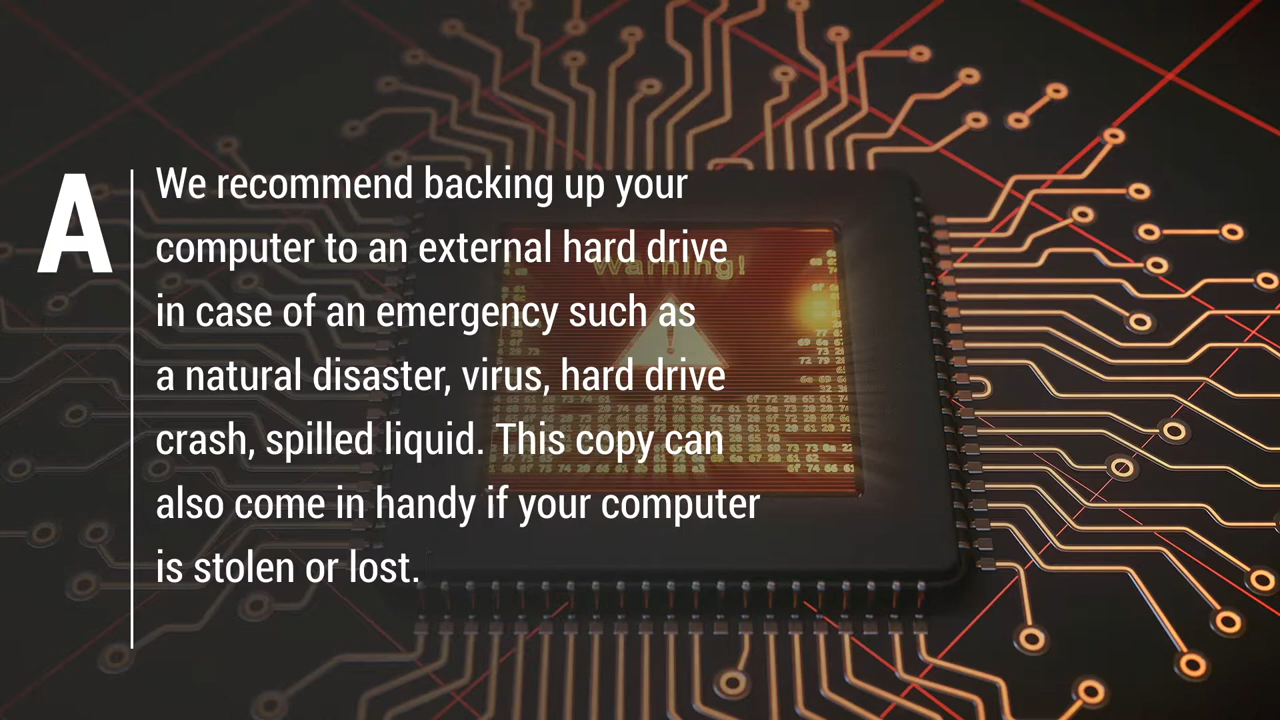 A
We recommend backing up your
computer to an external hard drive
in case of an emergency such as
a natural disaster, virus, hard drive
crash, spilled liquid. This copy can
also come in handy if your computer
is stolen or lost.
Warning!